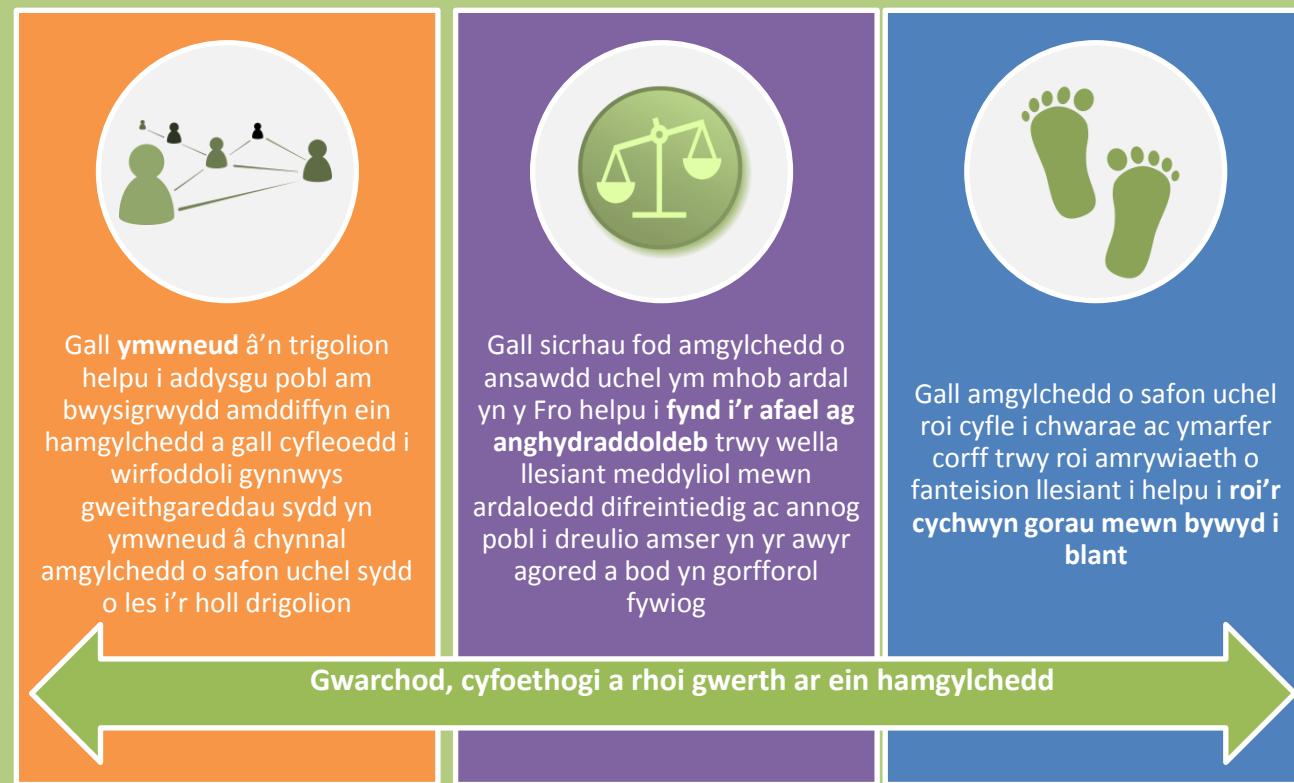 Gall ymwneud â’n trigolion
helpu i addysgu pobl am
bwysigrwydd amddiffyn ein
hamgylchedd a gall cyfleoedd i
wirfoddoli gynnwys
gweithgareddau sydd yn
ymwneud â chynnal
amgylchedd o safon uchel sydd
o les i’r holl drigolion
Gall sicrhau fod amgylchedd o
ansawdd uchel ym mhob ardal
yn y Fro helpu i fynd i’r afael ag
anghydraddoldeb trwy wella
llesiant meddyliol mewn
ardaloedd difreintiedig ac annog
pobl i dreulio amser yn yr awyr
agored a bod yn gorfforol
fywiog
Gall amgylchedd o safon uchel
roi cyfle i chwarae ac ymarfer
corff trwy roi amrywiaeth o
fanteision llesiant i helpu i roi’r
cychwyn gorau mewn bywyd i
blant
Gwarchod, cyfoethogi a rhoi gwerth ar ein hamgylchedd